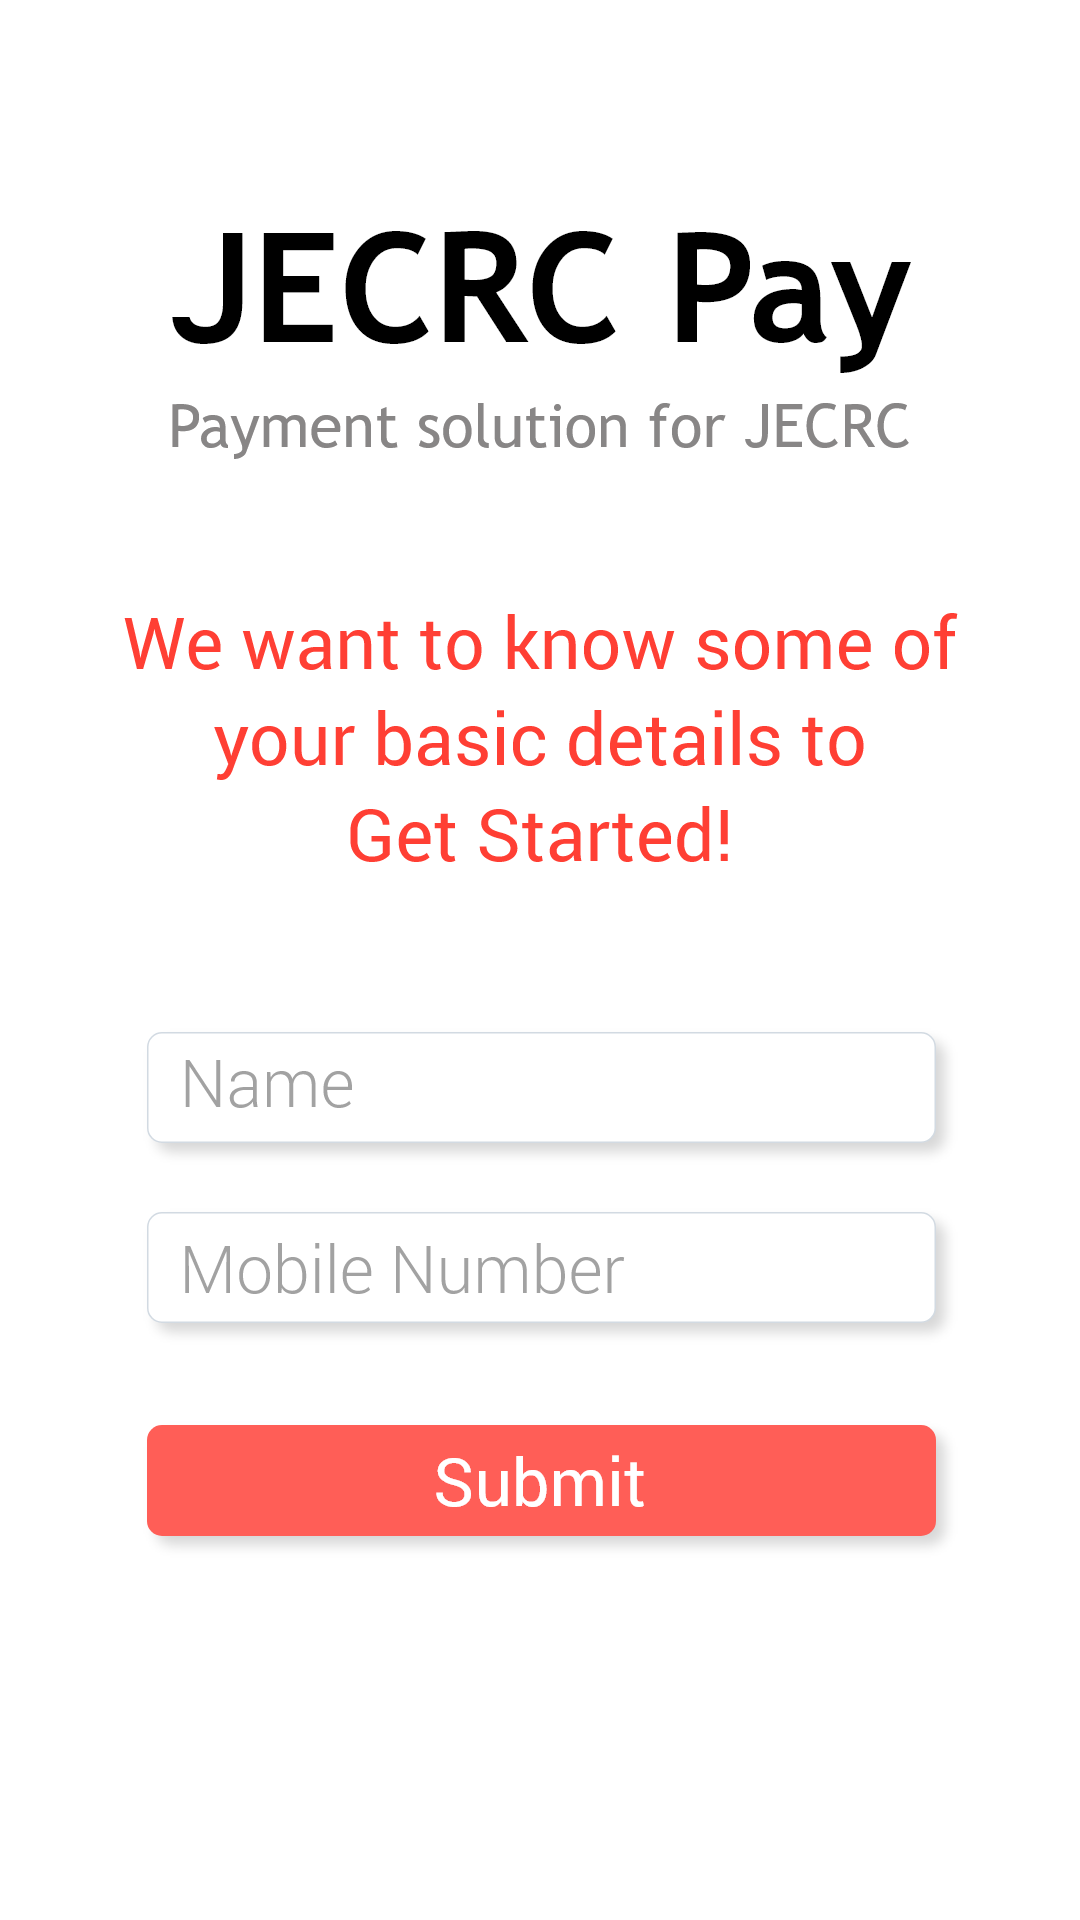 JECRC Pay
Payment solution for JECRC
We want to know some of
your basic details to
Get Started!
Name
Mobile Number
Submit